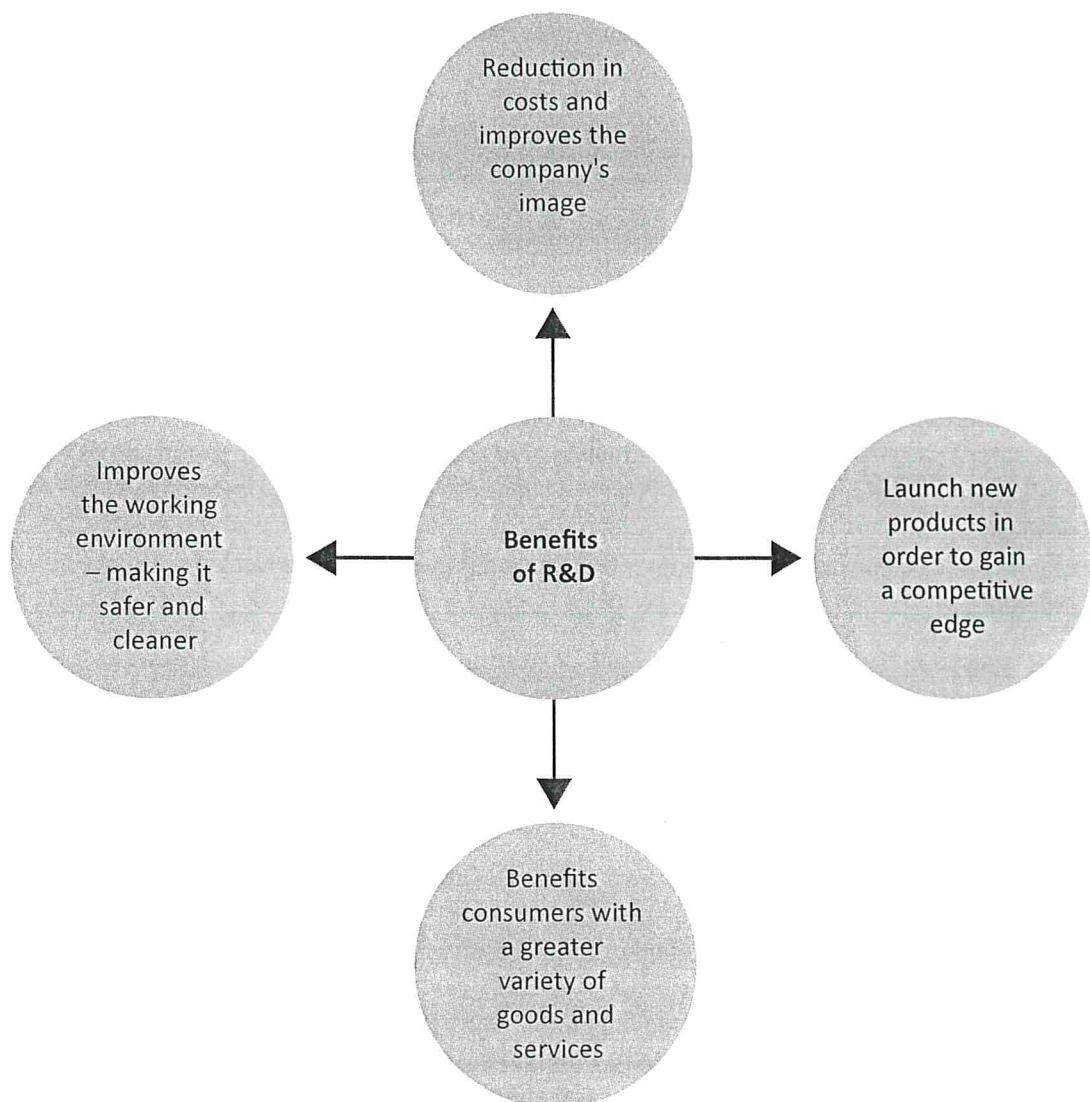 Reduction in
costs and
improves the
company's
image
Improves
the working
environment
– making it
safer and
cleaner
Benefits
of R&D
Launch new
products in
order to gain
a competitive
edge
Benefits
consumers with
a greater
variety of
goods and
services